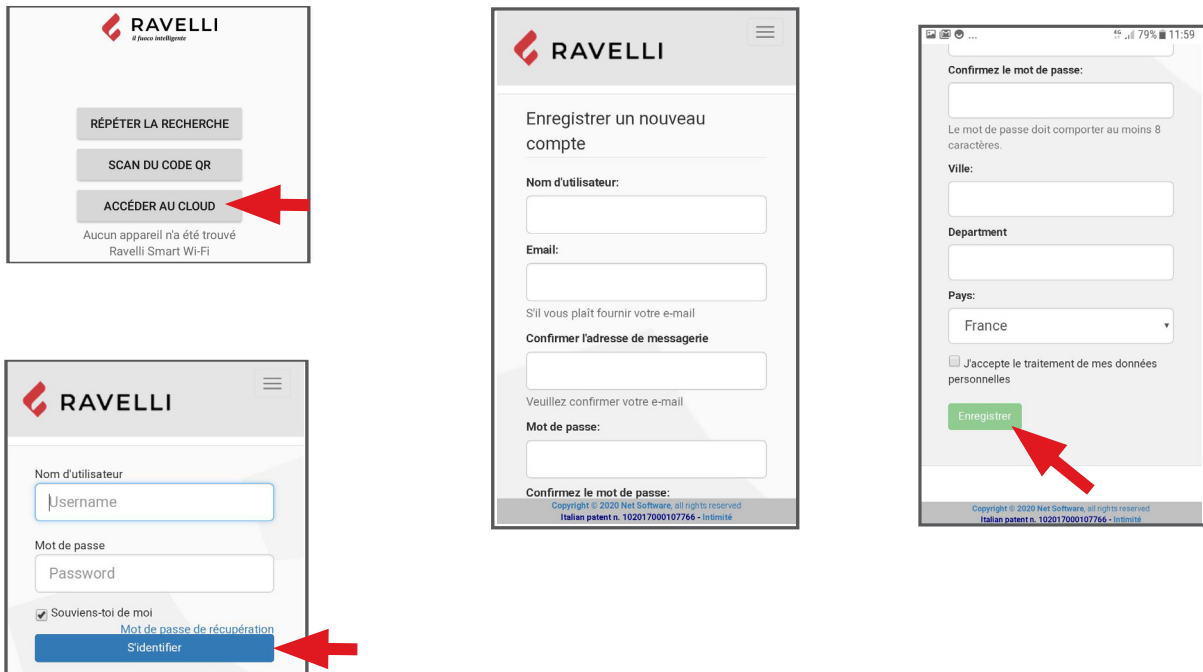 RAVELLI
il fuoco intelligente
RÉPÉTER LA RECHERCHE
SCAN DU CODE QR
ACCÉDER AU CLOUD
Aucun appareil n'a été trouvé
Ravelli Smart Wi-Fi
RAVELLI
Nom d'utilisateur
Username
Mot de passe
Password
Souviens-toi de moi
Mot de passe de récupération
S'identifier
RAVELLI
Enregistrer un nouveau
compte
Nom d'utilisateur:
Email:
S'il vous plaît fournir votre e-mail
Confirmer l'adresse de messagerie
Veuillez confirmer votre e-mail
Mot de passe:
Confirmez le mot de passe:
Copyright © 2020 Net Software, all rights reserved
Italian patent n. 102017000107766 - Intimité
... 4G 79% 11:59
Confirmez le mot de passe:
Le mot de passe doit comporter au moins 8
caractères.
Ville:
Department
Pays:
France
J'accepte le traitement de mes données
personnelles
Enregistrer
Copyright © 2020 Net Software, all rights reserved
Italian patent n. 102017000107766 - Intimité